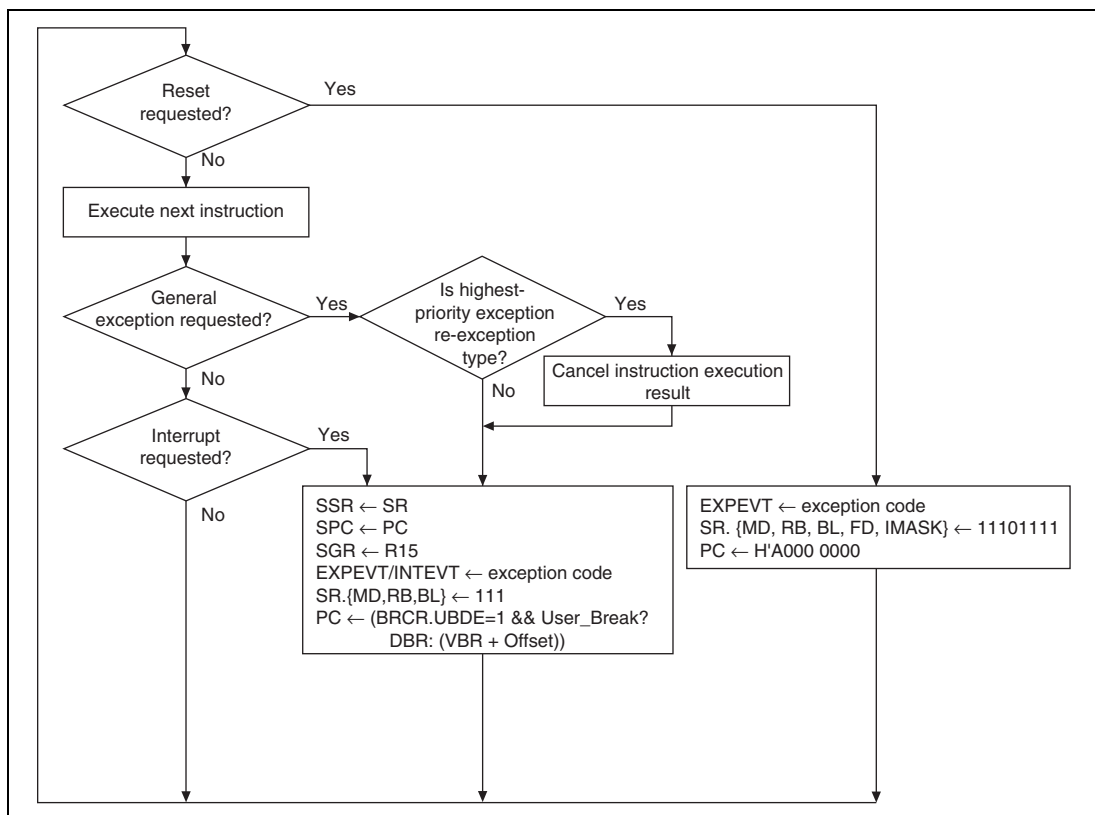 Reset
requested?
Yes
No
Execute next instruction
General
exception requested?
Yes
Is highest-
priority exception
re-exception
type?
Yes
No
No
Cancel instruction execution
result
Interrupt
requested?
Yes
No
SSR ← SR
SPC ← PC
SGR ← R15
EXPEVT/INTEVT ← exception code
SR.{MD,RB,BL} ← 111
PC ← (BRCR.UBDE=1 && User_Break?
DBR: (VBR + Offset))
EXPEVT ← exception code
SR. {MD, RB, BL, FD, IMASK} ← 11101111
PC ← H'A000 0000